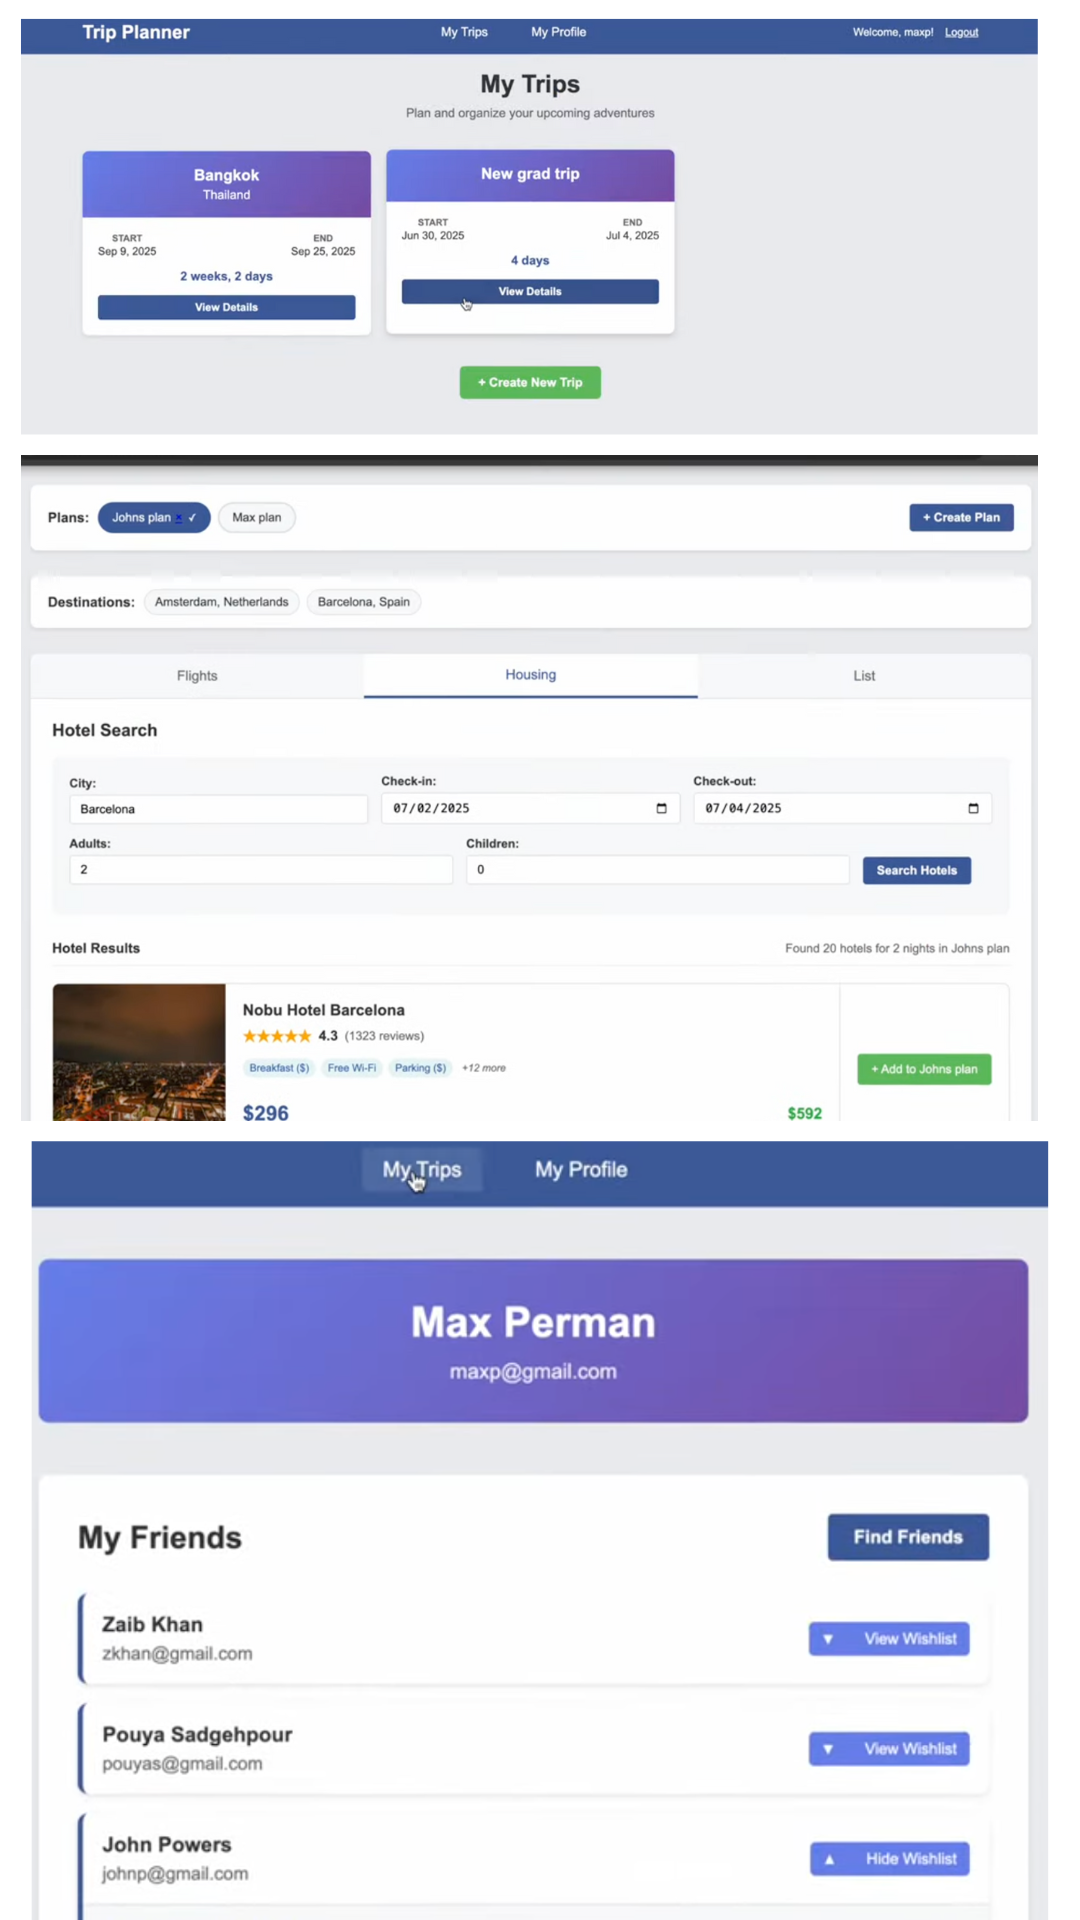 Trip Planner
My Trips
My Profile
Welcome, maxp! Logout
My Trips
Plan and organize your upcoming adventures
Bangkok
Thailand
START
Sep 9, 2025
END
Sep 25, 2025
2 weeks, 2 days
View Details
New grad trip
START
Jun 30, 2025
END
Jul 4, 2025
4 days
View Details
+ Create New Trip
Plans: Johns plan × ✓ Max plan
+ Create Plan
Destinations: Amsterdam, Netherlands Barcelona, Spain
Flights
Housing
List
Hotel Search
City:
Barcelona
Check-in:
07/02/2025
Check-out:
07/04/2025
Adults:
2
Children:
0
Search Hotels
Hotel Results
Found 20 hotels for 2 nights in Johns plan
Nobu Hotel Barcelona
★★★★★ 4.3 (1323 reviews)
Breakfast ($) Free Wi-Fi Parking ($) +12 more
$296
$592
+ Add to Johns plan
My Trips
My Profile
Max Perman
maxp@gmail.com
My Friends
Find Friends
Zaib Khan
zkhan@gmail.com
▼ View Wishlist
Pouya Sadgehpour
pouyas@gmail.com
▼ View Wishlist
John Powers
johnp@gmail.com
▲ Hide Wishlist